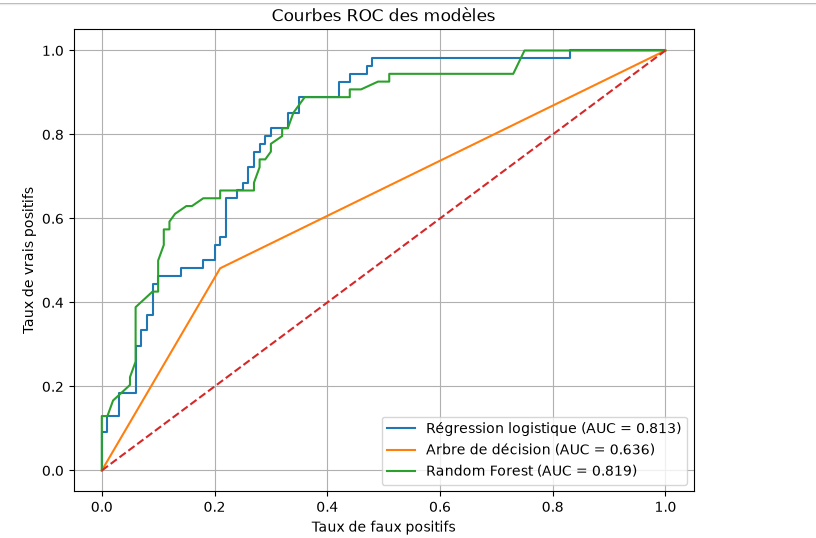 Courbes ROC des modèles
Taux de vrais positifs
1.0
0.8
0.6
0.4
0.2
0.0
Régression logistique (AUC = 0.813)
Arbre de décision (AUC = 0.636)
Random Forest (AUC = 0.819)
0.0 0.2 0.4 0.6 0.8 1.0
Taux de faux positifs